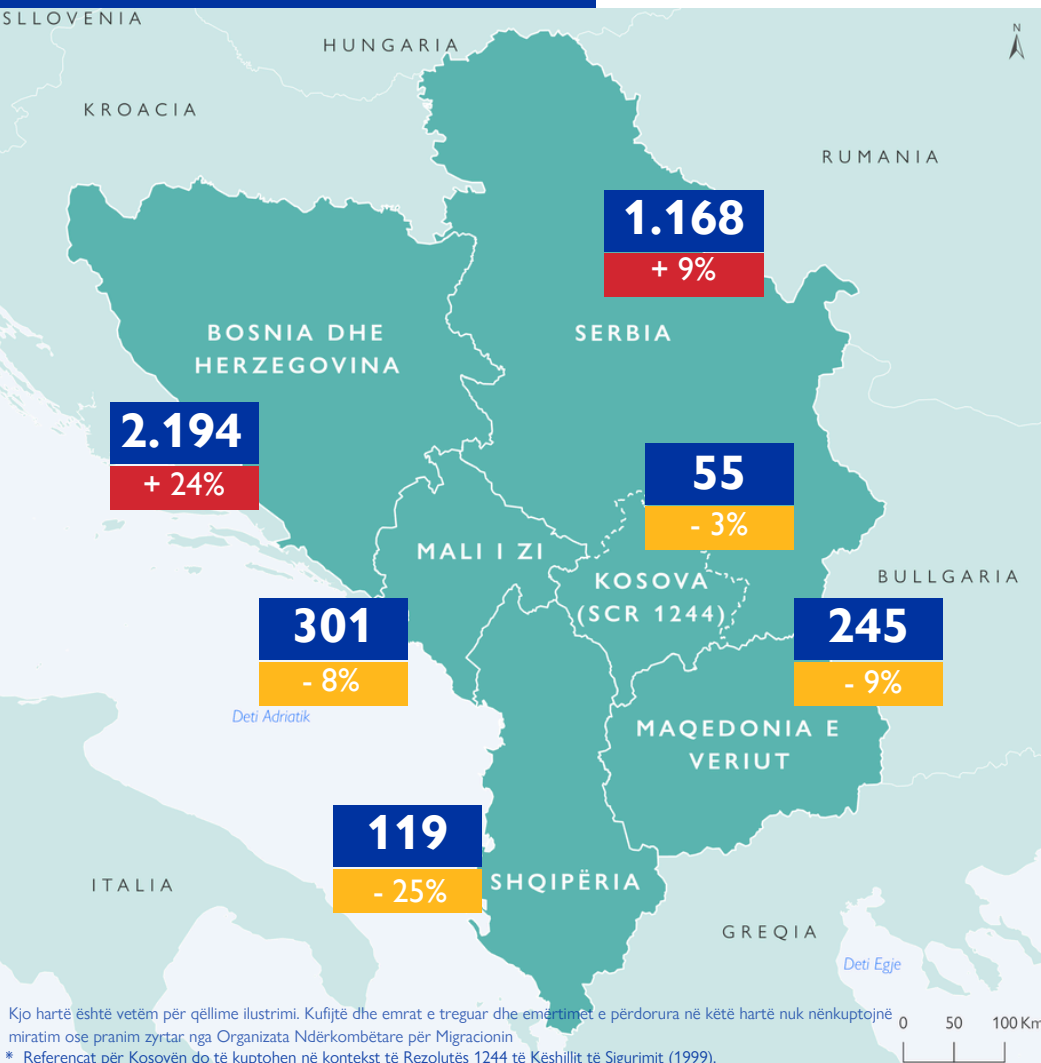 SLLOVENIA
HUNGARIA
N
KROACIA
RUMANIA
1.168
+ 9%
BOSNIA DHE
HERZEGOVINA
SERBIA
2.194
+ 24%
55
- 3%
MALI I ZI
KOSOVA
(SCR 1244)
BULLGARIA
301
- 8%
245
- 9%
Deti Adriatik
MAQEDONIA E
VERIUT
119
- 25%
ITALIA
SHQIPËRIA
GREQIA
Deti Egje
Kjo hartë është vetëm për qëllime ilustrimi. Kufijtë dhe emrat e treguar dhe emërtimet e përdorura në këtë hartë nuk nënkuptojnë
miratim ose pranim zyrtar nga Organizata Ndërkombëtare për Migracionin
0 50 100 Km
* Referencat për Kosovën do të kuptohen në kontekst të Rezolutës 1244 të Këshillit të Sigurimit (1999).